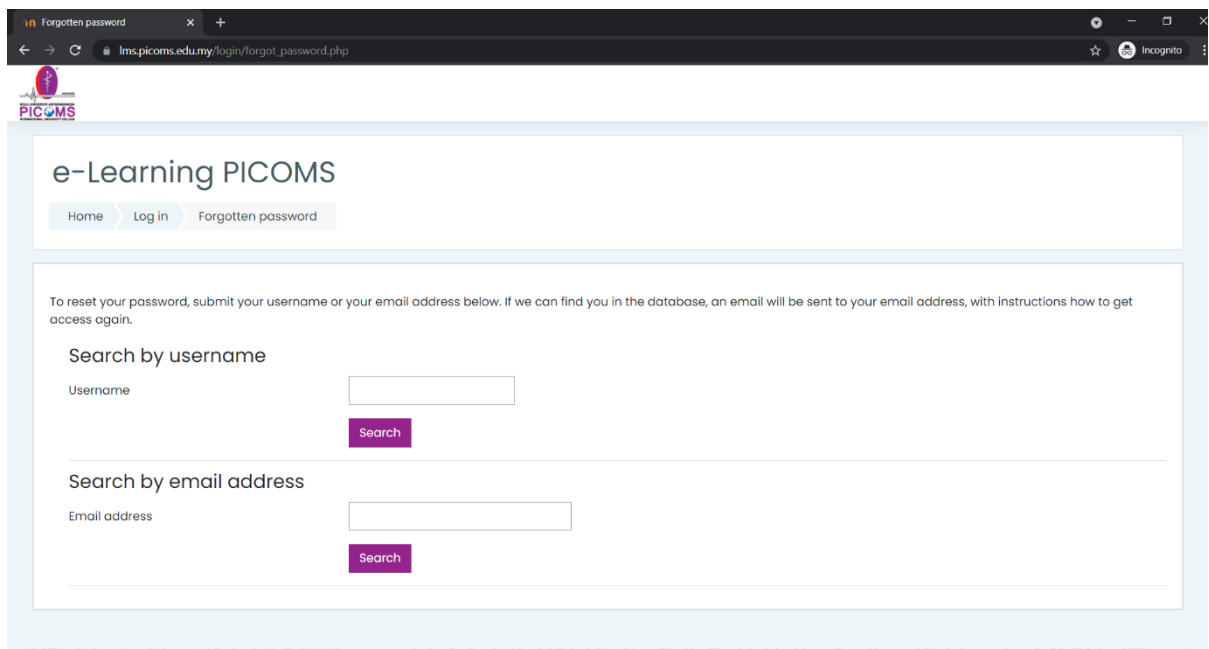 Forgotten password
lms.picoms.edu.my/login/forgot_password.php
Incognito
PICOMS
e-Learning PICOMS
Home
Log in
Forgotten password
To reset your password, submit your username or your email address below. If we can find you in the database, an email will be sent to your email address, with instructions how to get
access again.
Search by username
Username
Search
Search by email address
Email address
Search